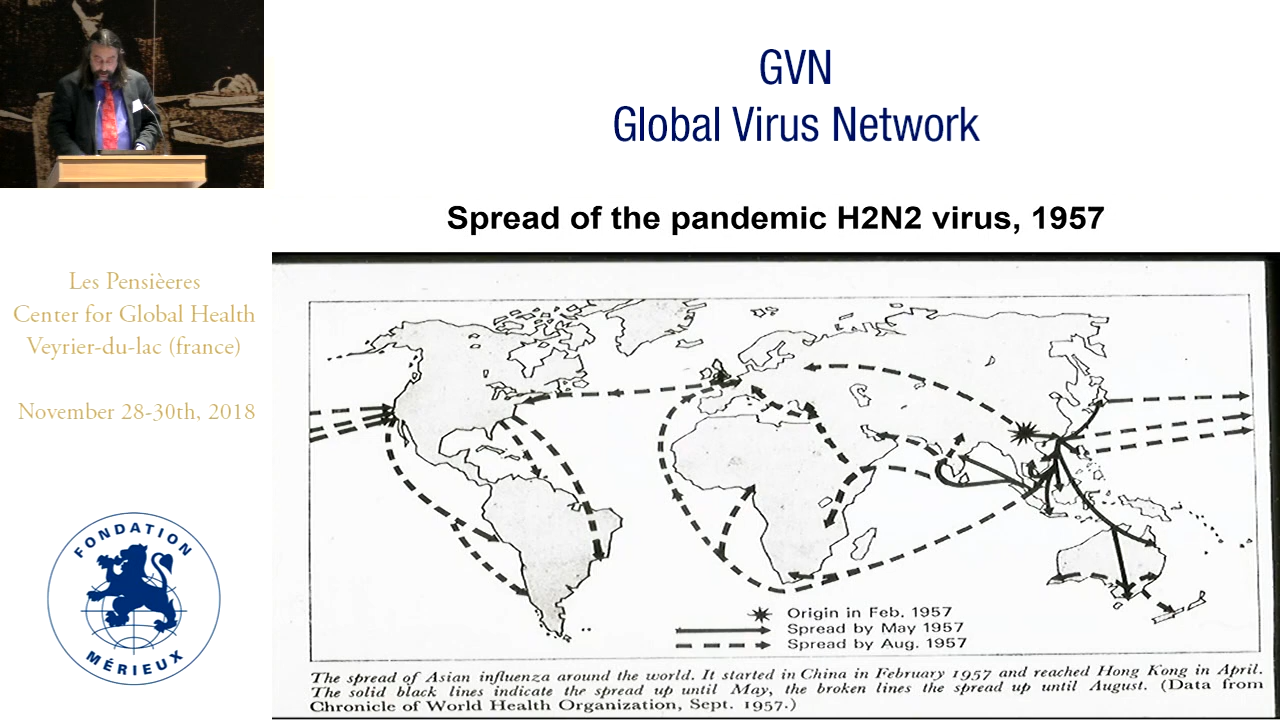 GVN
Global Virus Network
Spread of the pandemic H2N2 virus, 1957
Les Pensièeres
Center for Global Health
Veyrier-du-lac (france)
November 28-30th, 2018
FONDATION
MÉRIEUX
Origin in Feb. 1957
Spread by May 1957
Spread by Aug. 1957
The spread of Asian influenza around the world. It started in China in February 1957 and reached Hong Kong in April.
The solid black lines indicate the spread up until May, the broken lines the spread up until August. (Data from
Chronicle of World Health Organization, Sept. 1957.)